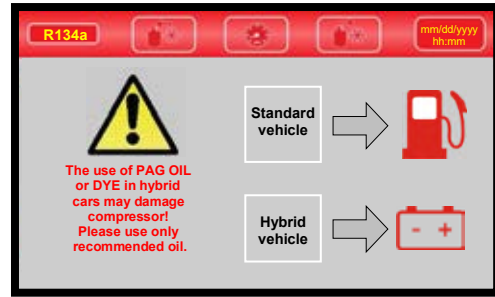 R134a
mm/dd/yyyy
hh:mm
The use of PAG OIL
or DYE in hybrid
cars may damage
compressor!
Please use only
recommended oil.
Standard
vehicle
Hybrid
vehicle
- +